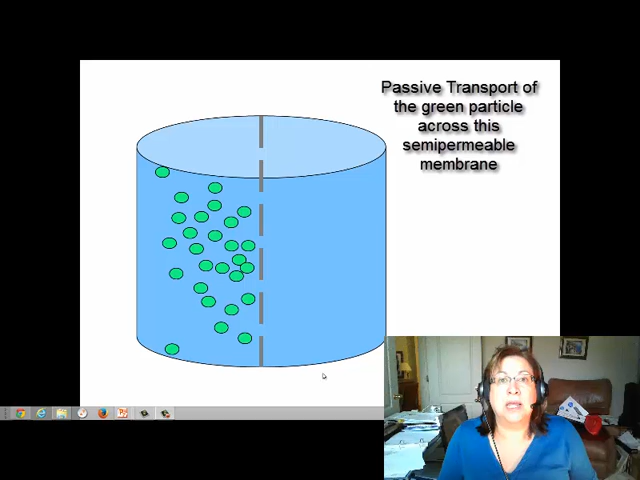 Passive Transport of
the green particle
across this
semipermeable
membrane